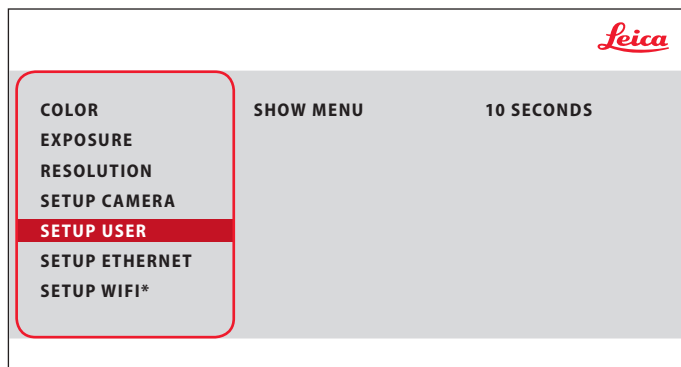 Leica
COLOR SHOW MENU 10 SECONDS
EXPOSURE
RESOLUTION
SETUP CAMERA
SETUP USER
SETUP ETHERNET
SETUP WIFI*